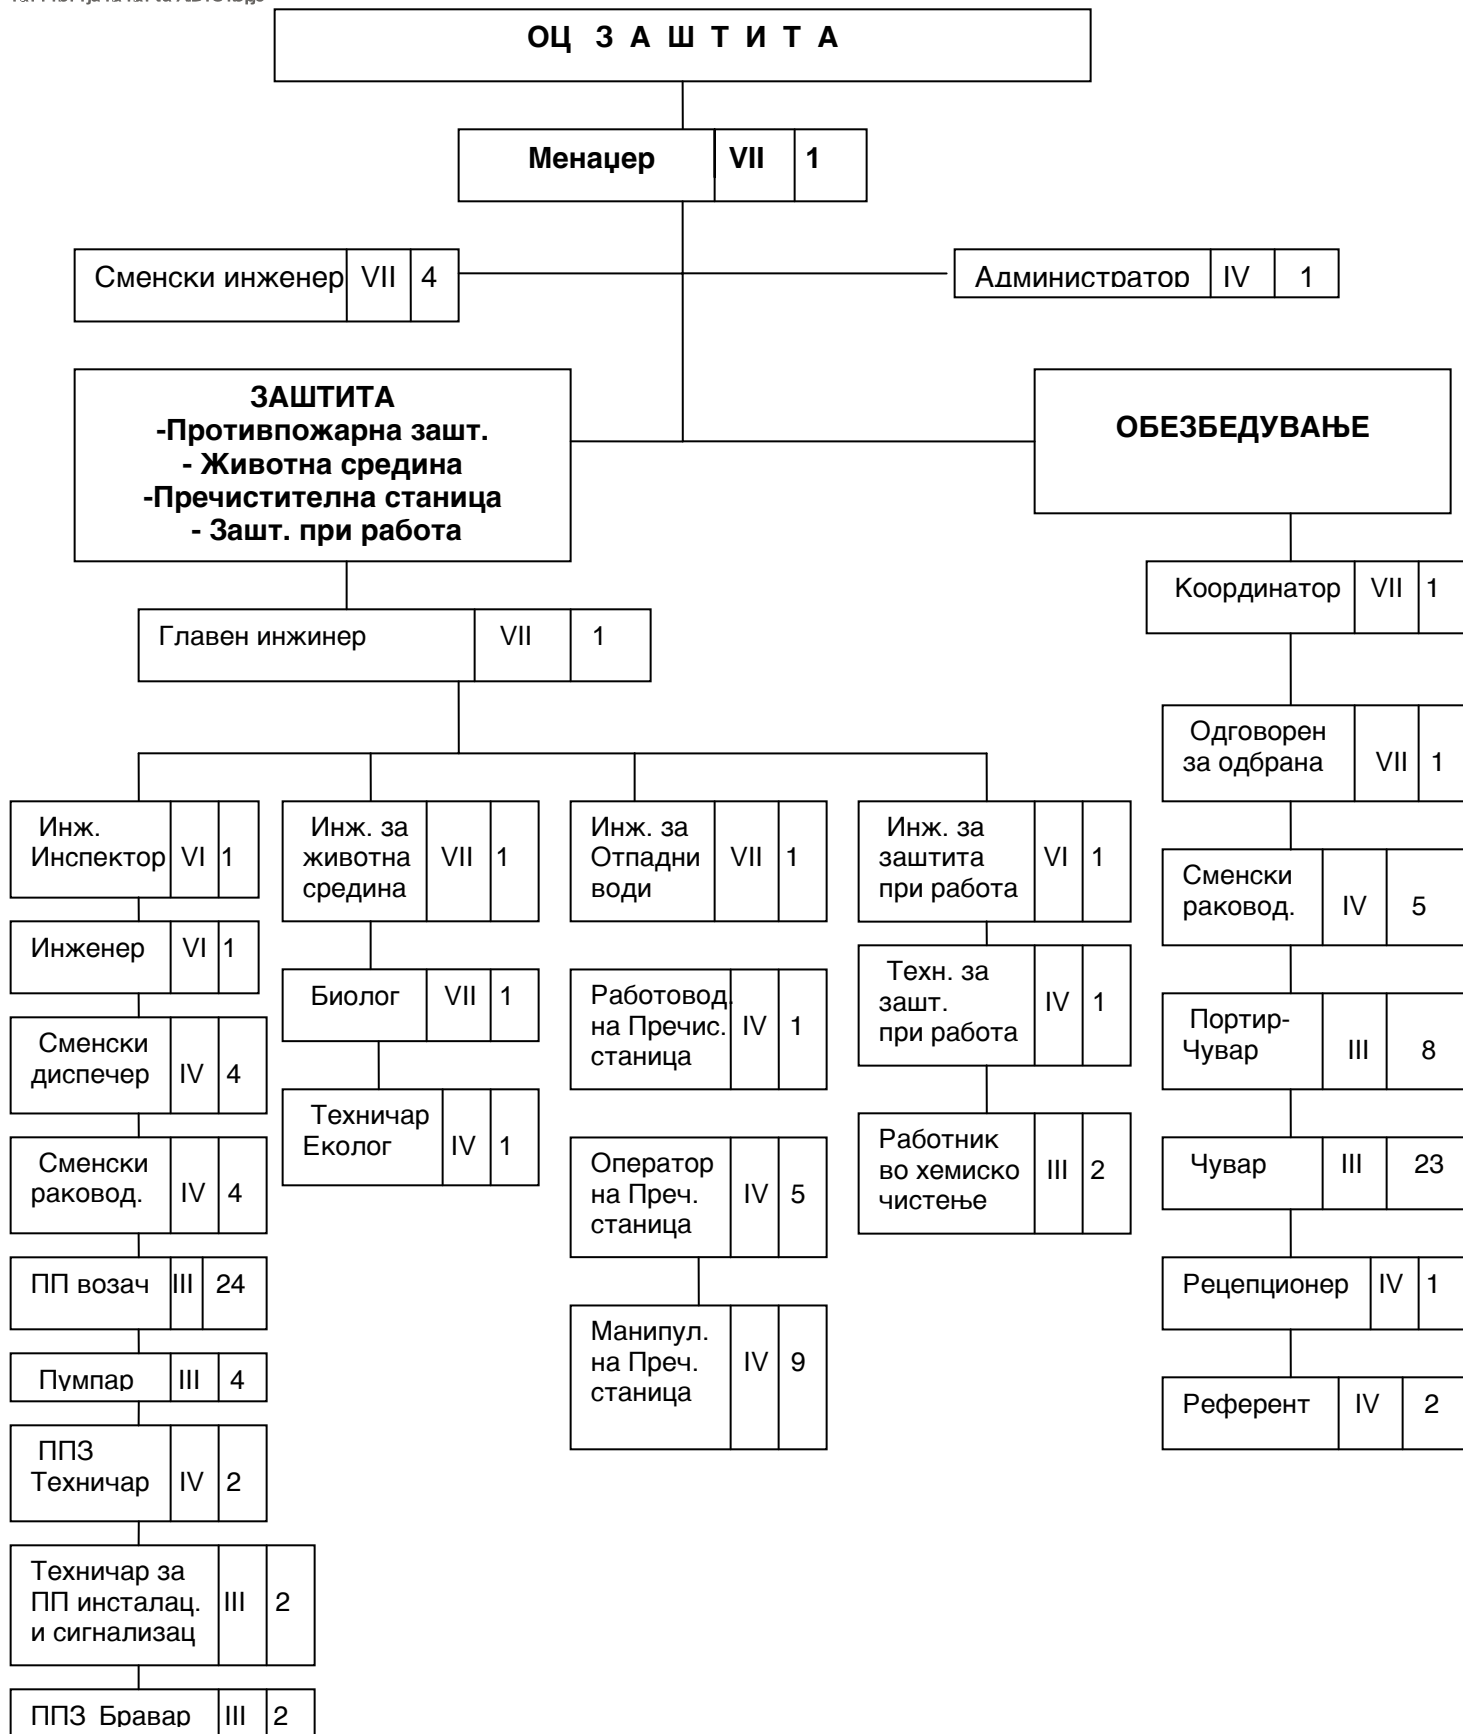 ОЦ З А Ш Т И Т А
Менаџер VII 1
Сменски инженер VII 4
Администратор IV 1
ЗАШТИТА
-Противпожарна зашт.
- Животна средина
-Пречистителна станица
- Зашт. при работа
ОБЕЗБЕДУВАЊЕ
Главен инжинер VII 1
Инж.
Инспектор VI 1
Инженер VI 1
Сменски
диспечер IV 4
Сменски
раковод. IV 4
ПП возач III 24
Пумпар III 4
ППЗ
Техничар IV 2
Техничар за
ПП инсталац. III 2
и сигнализац
ППЗ Бравар III 2
Инж. за
животна VII 1
средина
Биолог VII 1
Техничар
Еколог IV 1
Инж. за
Отпадни VII 1
води
Работовод.
на Пречис. IV 1
станица
Оператор
на Преч. IV 5
станица
Манипул.
на Преч. IV 9
станица
Инж. за
заштита VI 1
при работа
Техн. за
зашт. IV 1
при работа
Работник
во хемиско III 2
чистење
Координатор VII 1
Одговорен
за одбрана VII 1
Сменски
раковод. IV 5
Портир-
Чувар III 8
Чувар III 23
Рецепционер IV 1
Референт IV 2